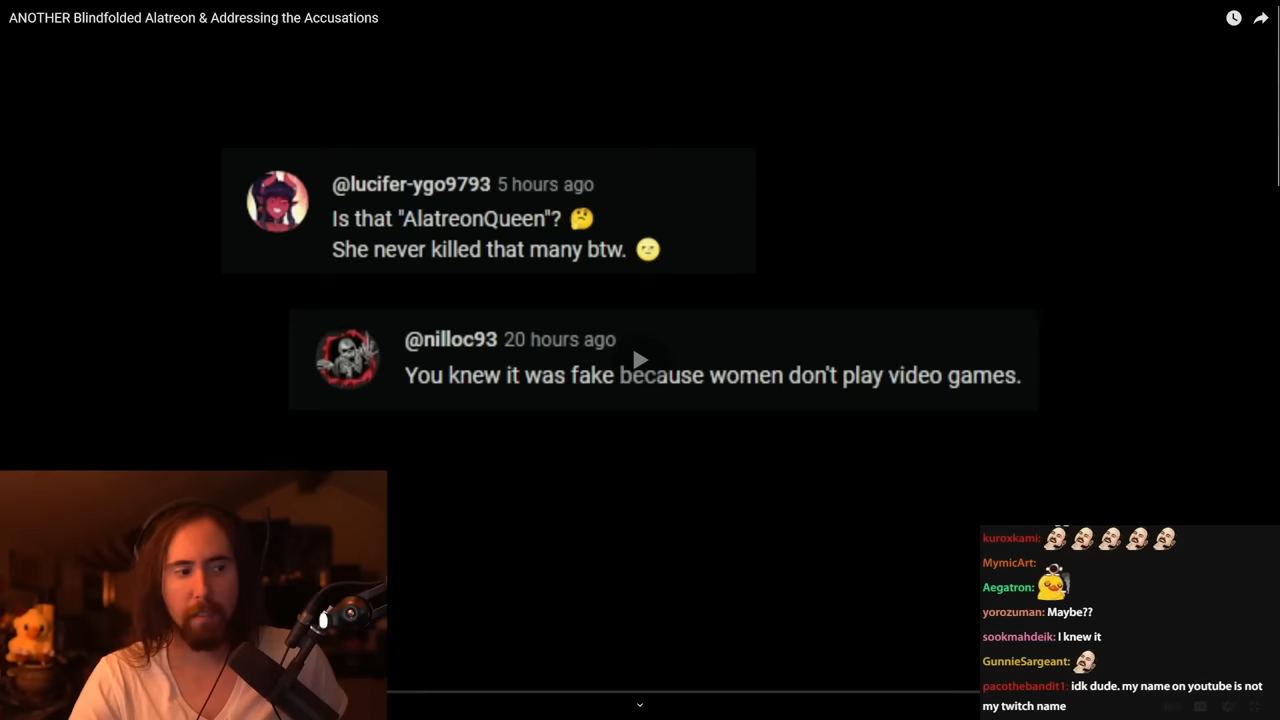 ANOTHER Blindfolded Alatreon & Addressing the Accusations
@lucifer-ygo9793 5 hours ago
Is that "AlatreonQueen"? 🤔
She never killed that many btw. 🫤
@nilloc93 20 hours ago
You knew it was fake because women don't play video games.
kuroxkami:
MymicArt:
Aegatron:
yorozuman: Maybe??
sookmahdeik: I knew it
GunnieSargeant:
pacothebandit1: idk dude. my name on youtube is not
my twitch name